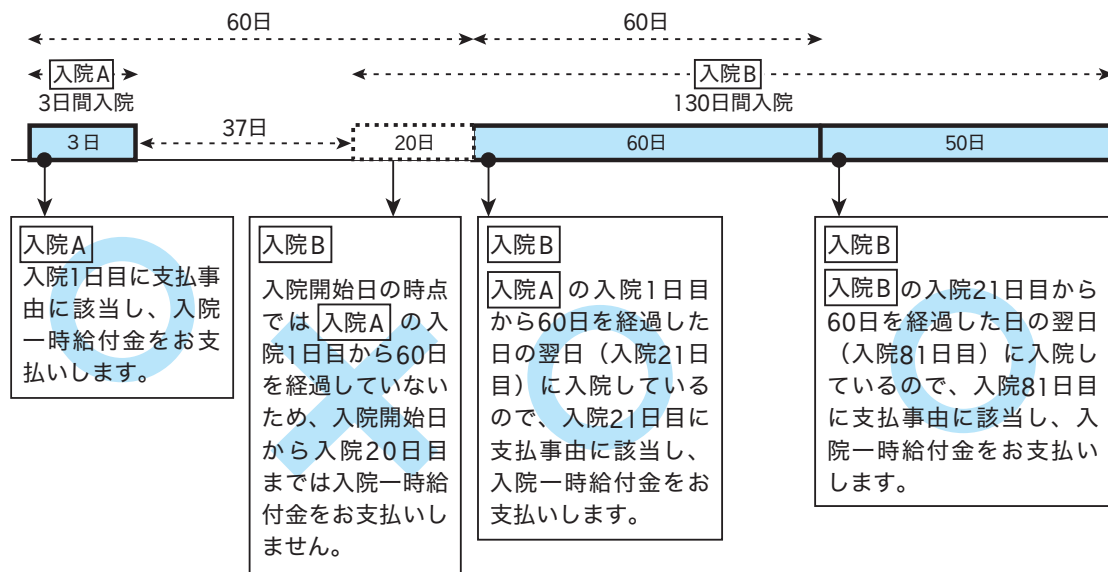 60日
60日
入院A
入院B
3日間入院
130日間入院
37日
3日
20日
60日
50日
入院A
入院1日目に支払事
由に該当し、入院
一時給付金をお支
払いします。
入院B
入院開始日の時点
では 入院A の入
院1日目から60日
を経過していない
ため、入院開始日
から入院20日目
までは入院一時給
付金をお支払いし
ません。
入院B
入院A の入院1日目
から60日を経過した
日の翌日（入院21日
目）に入院している
ので、入院21日目に
支払事由に該当し、
入院一時給付金をお
支払いします。
入院B
入院B の入院21日目から
60日を経過した日の翌日
（入院81日目）に入院し
ているので、入院81日目
に支払事由に該当し、入
院一時給付金をお支払い
します。